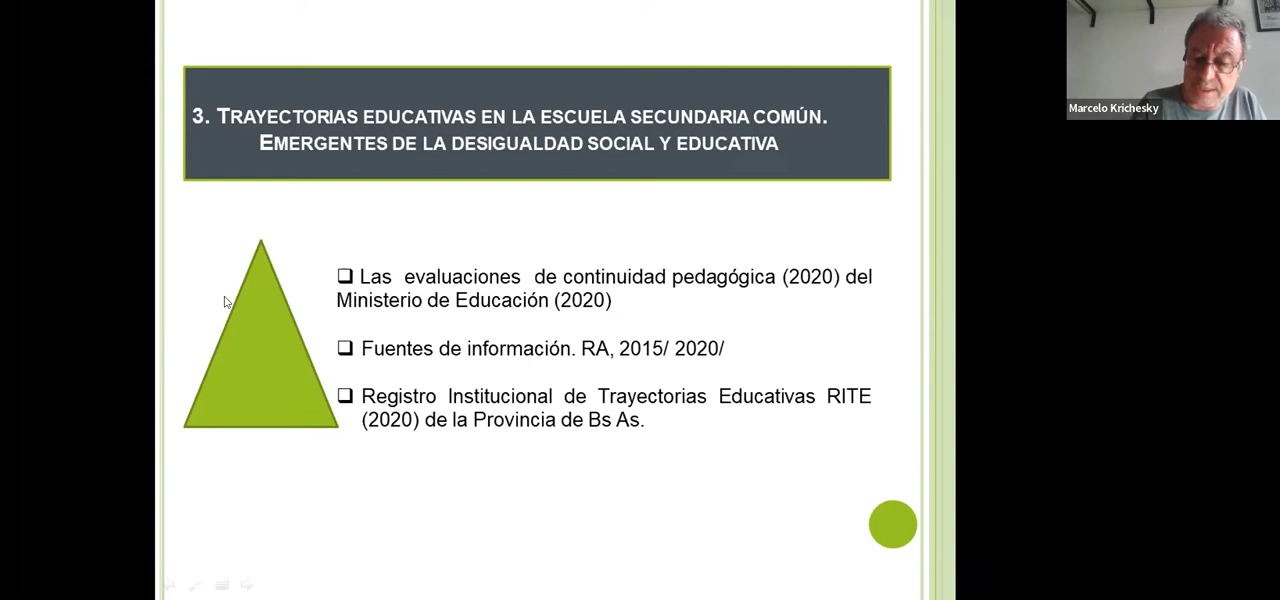 3. TRAYECTORIAS EDUCATIVAS EN LA ESCUELA SECUNDARIA COMÚN.
EMERGENTES DE LA DESIGUALDAD SOCIAL Y EDUCATIVA
❑ Las evaluaciones de continuidad pedagógica (2020) del
Ministerio de Educación (2020)
❑ Fuentes de información. RA, 2015/ 2020/
❑ Registro Institucional de Trayectorias Educativas RITE
(2020) de la Provincia de Bs As.
Marcelo Krichesky